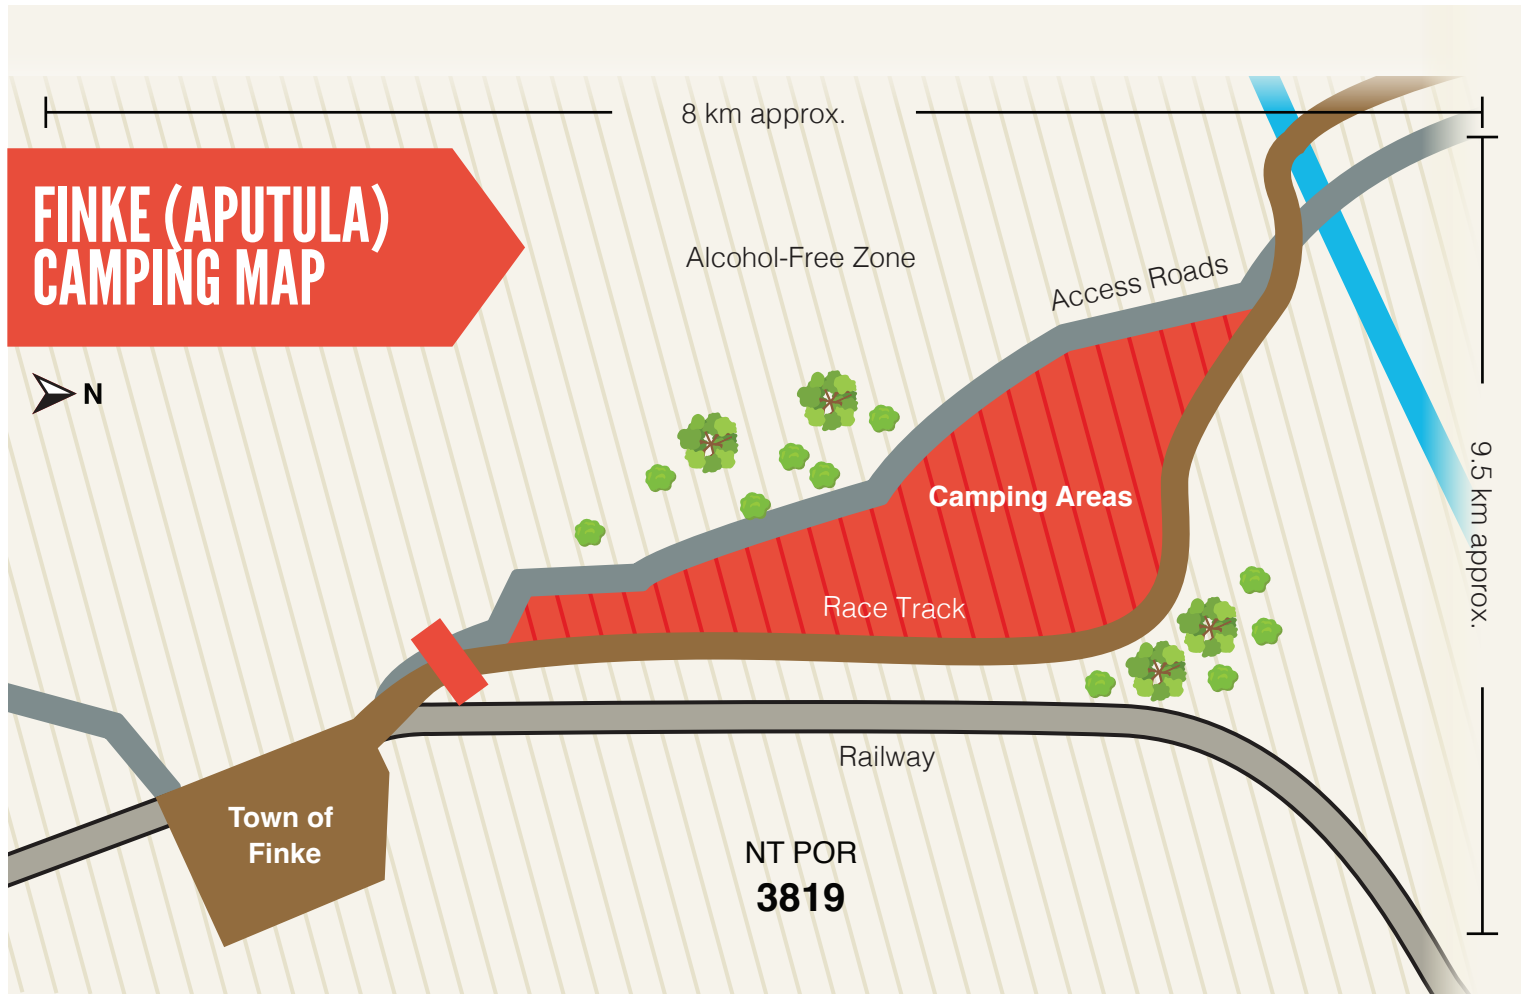 8 km approx.
FINKE (APUTULA)
CAMPING MAP
Alcohol-Free Zone
Access Roads
N
9.5 km approx.
Camping Areas
Race Track
Railway
Town of
Finke
NT POR
3819